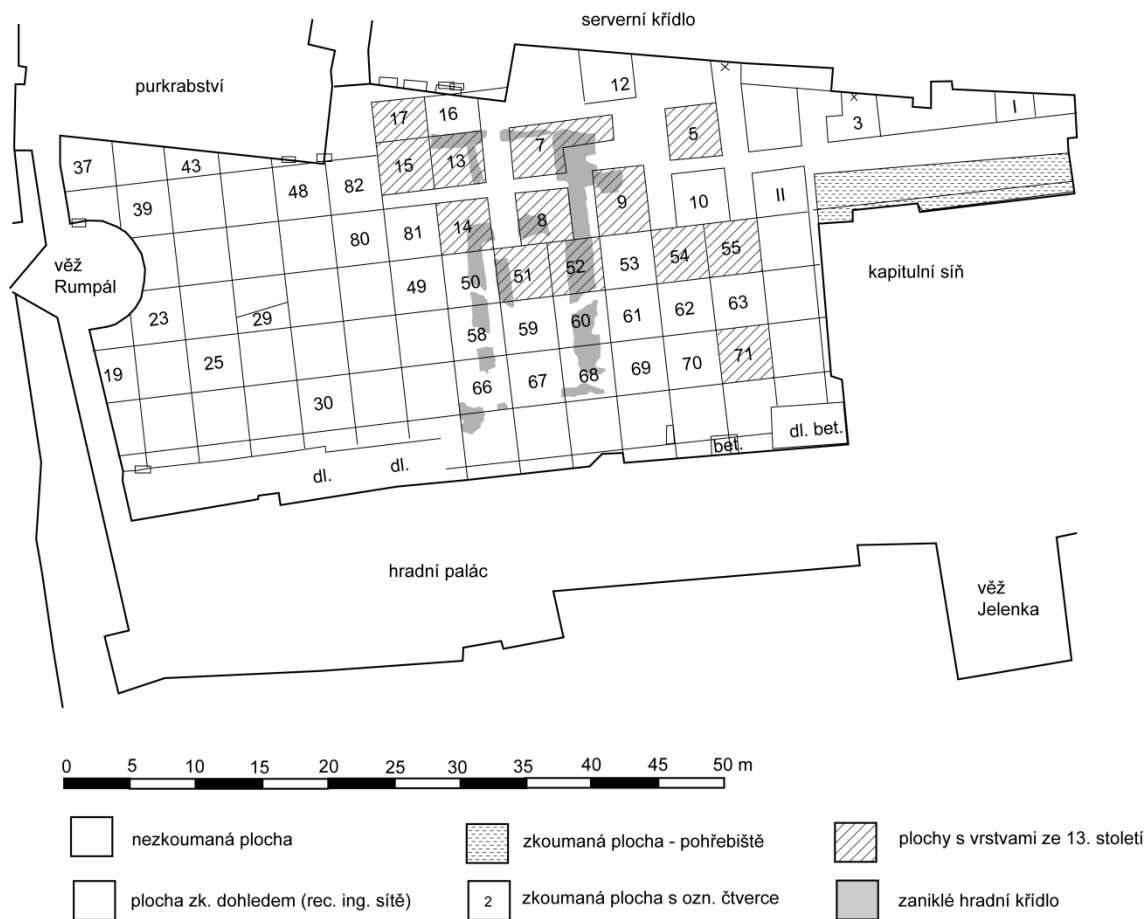 serverní křídlo
purkrabství
12
17
16
I
37
43
15
13
7
5
3
48
82
39
8
9
10
II
80
81
14
věž
Rumpál
49
50
51
52
53
54
55
kapitulní síň
23
29
58
59
60
61
62
63
19
25
66
67
68
69
70
71
30
dl.
dl.
bet.
dl. bet.
hradní palác
věž
Jelenka
0 5 10 15 20 25 30 35 40 45 50 m
nezkoumaná plocha
zkoumaná plocha - pohřebiště
plochy s vrstvami ze 13. století
plocha zk. dohledem (rec. ing. sítě)
2
zkoumaná plocha s ozn. čtverce
zaniklé hradní křídlo